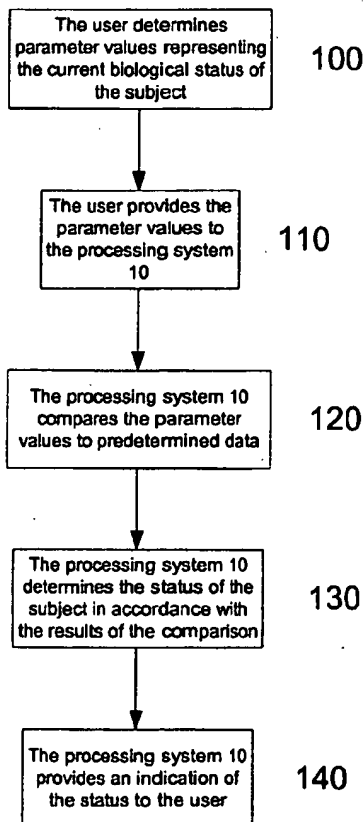 The user determines
parameter values representing
the current biological status of
the subject
100
The user provides the
parameter values to
the processing system
10
110
The processing system 10
compares the parameter
values to predetermined data
120
The processing system 10
determines the status of the
subject in accordance with
the results of the comparison
130
The processing system 10
provides an indication of
the status to the user
140